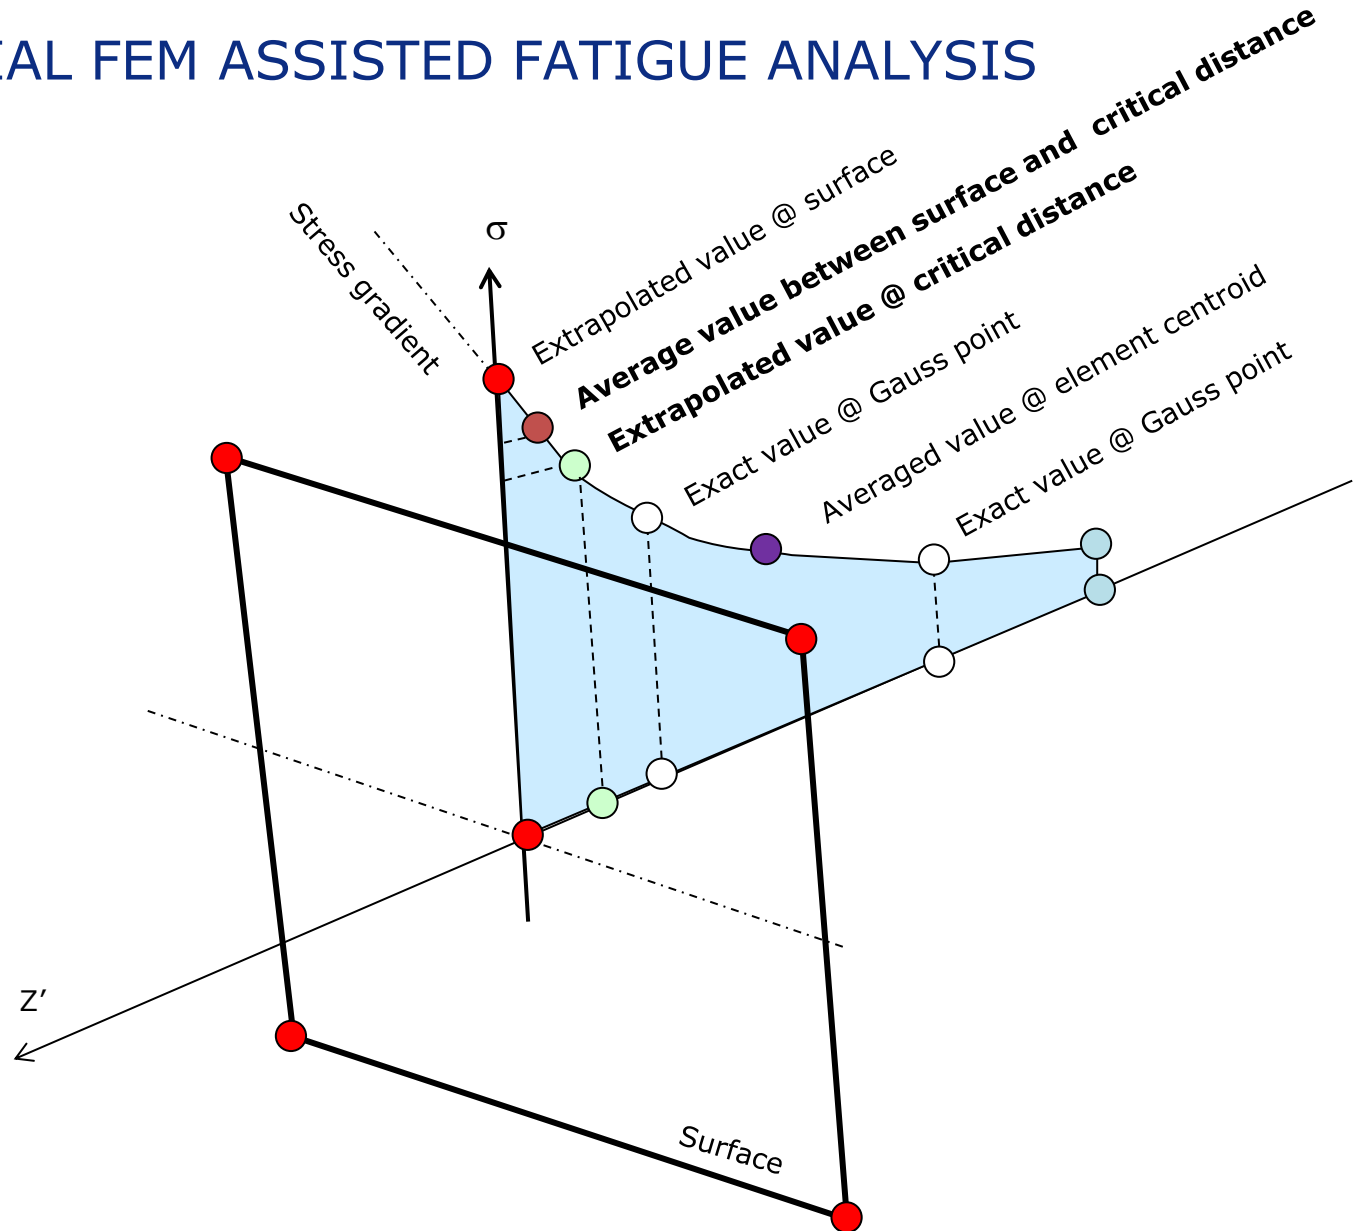 IAL FEM ASSISTED FATIGUE ANALYSIS
Stress gradient
σ
Extrapolated value @ surface
Average value between surface and critical distance
Extrapolated value @ critical distance
Exact value @ Gauss point
Averaged value @ element centroid
Exact value @ Gauss point
Z’
Surface